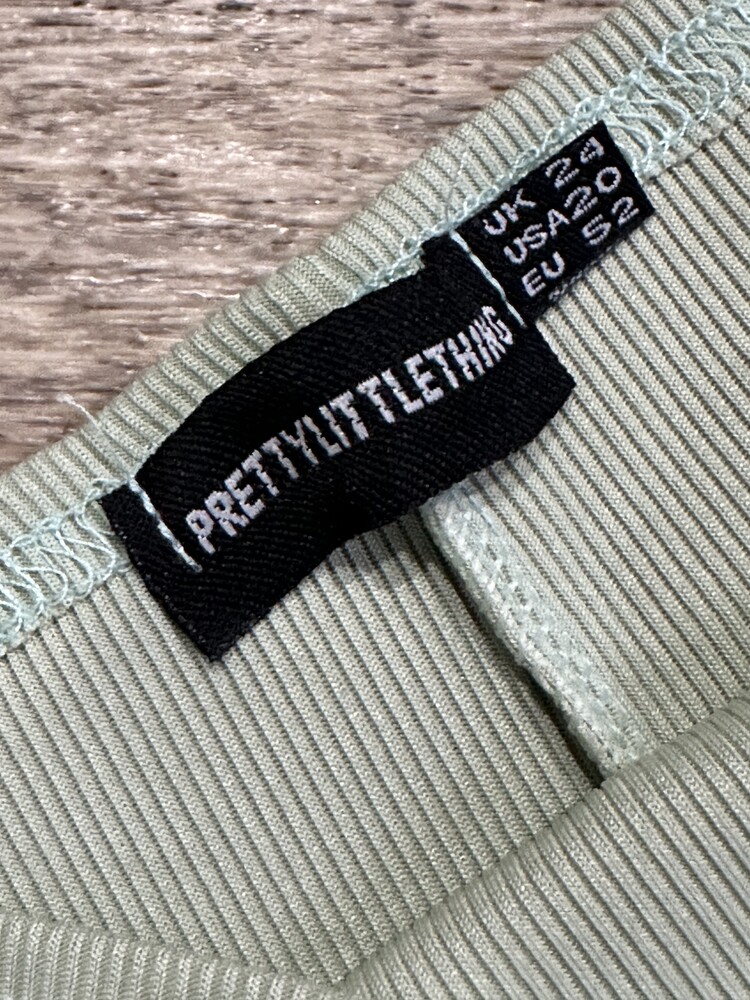 PRETTYLITTLETHING
UK 24
USA 20
EU 52